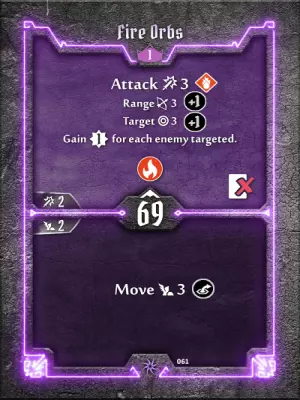 Fire Orbs
1
Attack 3
Range 3 +1
Target 3 +1
Gain 1 for each enemy targeted.
2
69
2
Move 3
061